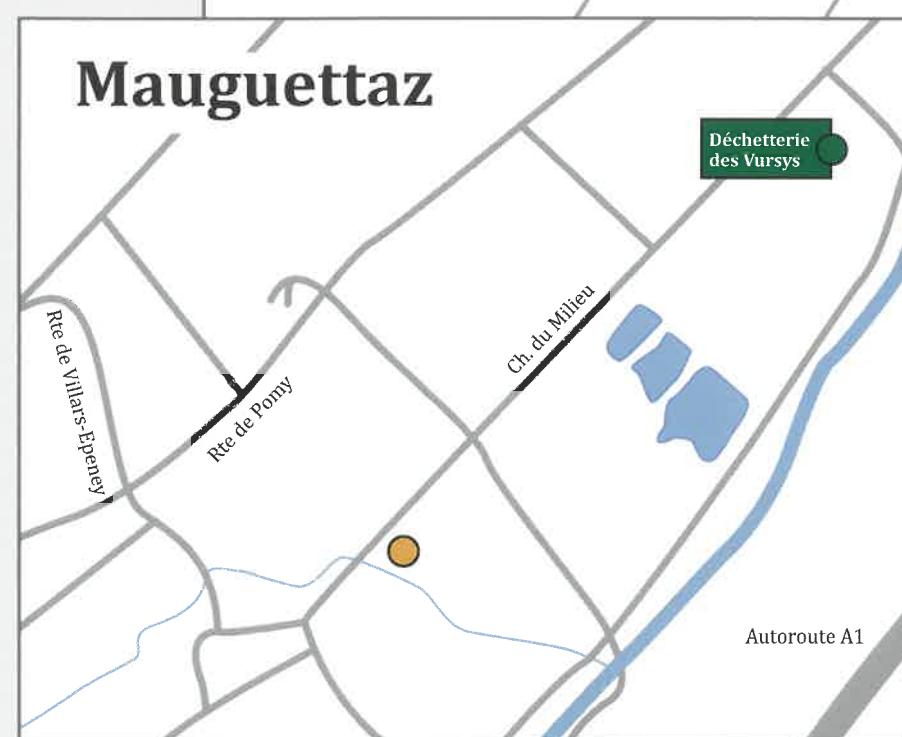 Mauguettaz
Déchetterie
des Vursys
Ch. du Milieu
Rte de Villars-Epeney
Rte de Pomy
Autoroute A1